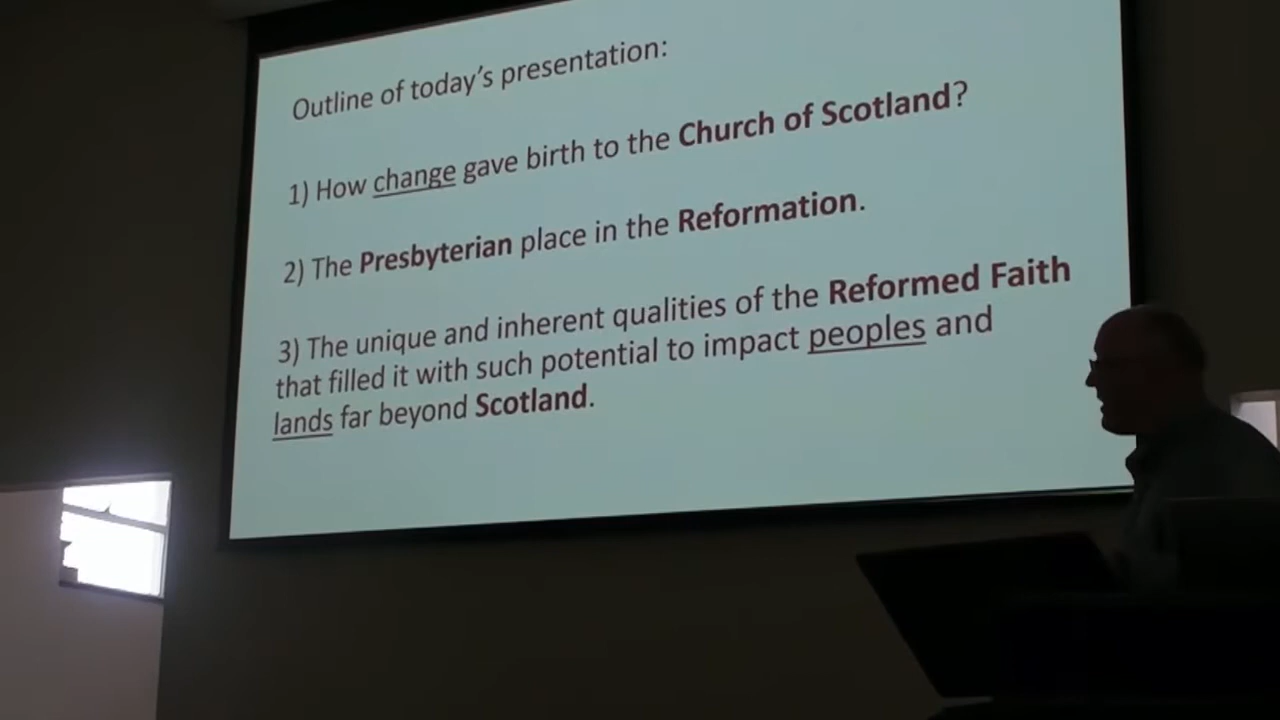 Outline of today's presentation:
1) How change gave birth to the Church of Scotland?
2) The Presbyterian place in the Reformation.
3) The unique and inherent qualities of the Reformed Faith
that filled it with such potential to impact peoples and
lands far beyond Scotland.